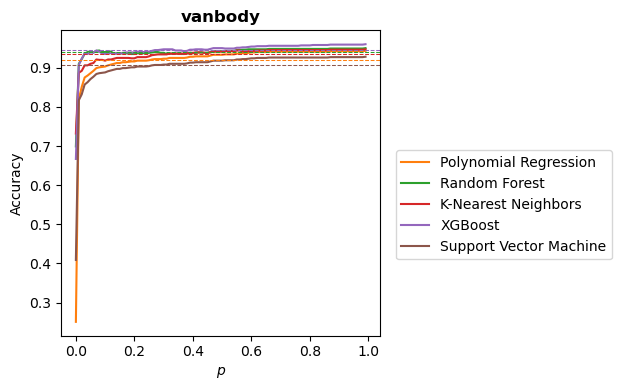 vanbody
Accuracy
0.9
0.8
0.7
0.6
0.5
0.4
0.3
0.0
0.2
0.4
0.6
0.8
1.0
p
Polynomial Regression
Random Forest
K-Nearest Neighbors
XGBoost
Support Vector Machine